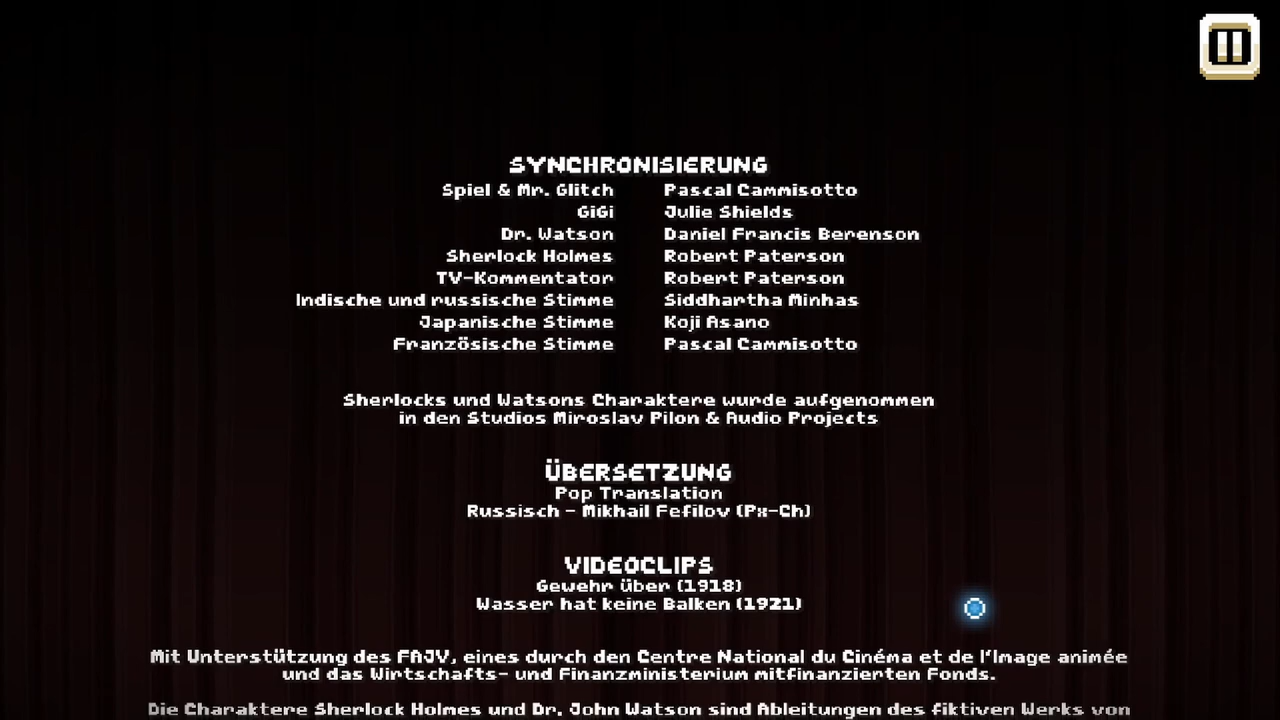 SYNCHRONISIERUNG
Spiel & Mr. Glitch Pascal Cammisotto
GiGi Julie Shields
Dr. Watson Daniel Francis Berenson
Sherlock Holmes Robert Paterson
TV-Kommentator Robert Paterson
Indische und russische Stimme Siddhartha Minhas
Japanische Stimme Koji Asano
Französische Stimme Pascal Cammisotto
Sherlocks und Watsons Charaktere wurde aufgenommen
in den Studios Miroslav Pilon & Audio Projects
ÜBERSETZUNG
Pop Translation
Russisch - Mikhail Fefilov (Px-Ch)
VIDEOCLIPS
Gewehr über (1918)
Wasser hat keine Balken (1921)
Mit Unterstützung des FAJV, eines durch den Centre National du Cinéma et de l'Image animée
und das Wirtschafts- und Finanzministerium mitfinanzierten Fonds.
Die Charaktere Sherlock Holmes und Dr. John Watson sind Ableitungen des fiktiven Werks von